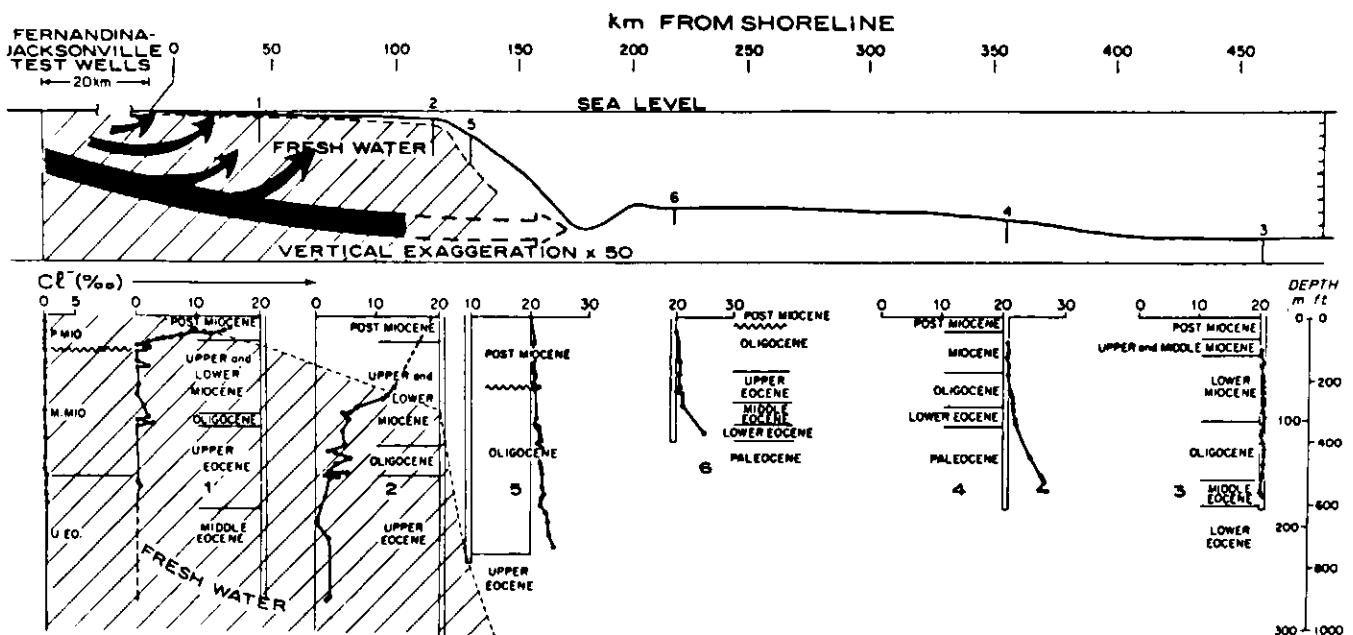 km FROM SHORELINE
FERNANDINA-
JACKSONVILLE
TEST WELLS
0 50 100 150 200 250 300 350 400 450
20km
SEA LEVEL
1 2 5 6 4 3
FRESH WATER
VERTICAL EXAGGERATION x 50
Cl⁻(‰)
DEPTH
m ft
0 5 0 10 20 0 10 20 10 20 30 20 30 0 10 20 30 0 10 20 0 0
P.MIO
M.MIO
U EO.
POST MIOCENE
UPPER and
LOWER
MIOCENE
OLIGOCENE
UPPER
EOCENE
1
MIDDLE
EOCENE
FRESH WATER
POST MIOCENE
UPPER and
LOWER
MIOCENE
OLIGOCENE
2
UPPER
EOCENE
POST MIOCENE
OLIGOCENE
5
UPPER
EOCENE
POST MIOCENE
OLIGOCENE
UPPER
EOCENE
MIDDLE
EOCENE
LOWER EOCENE
PALEOCENE
6
POST MIOCENE
MIOCENE
OLIGOCENE
LOWER EOCENE
PALEOCENE
4
POST MIOCENE
UPPER and MIDDLE MIOCENE
LOWER
MIOCENE
OLIGOCENE
3
MIDDLE
EOCENE
LOWER
EOCENE
200
100
400
600
200
800
300 1000